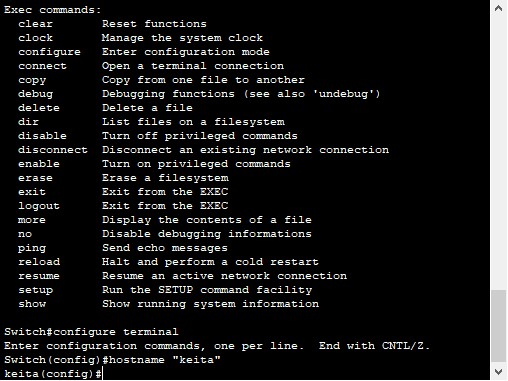 Exec commands:
  clear       Reset functions
  clock       Manage the system clock
  configure   Enter configuration mode
  connect     Open a terminal connection
  copy        Copy from one file to another
  debug       Debugging functions (see also 'undebug')
  delete      Delete a file
  dir         List files on a filesystem
  disable     Turn off privileged commands
  disconnect  Disconnect an existing network connection
  enable      Turn on privileged commands
  erase       Erase a filesystem
  exit        Exit from the EXEC
  logout      Exit from the EXEC
  more        Display the contents of a file
  no          Disable debugging informations
  ping        Send echo messages
  reload      Halt and perform a cold restart
  resume      Resume an active network connection
  setup       Run the SETUP command facility
  show        Show running system information

Switch#configure terminal
Enter configuration commands, one per line.  End with CNTL/Z.
Switch(config)#hostname "keita"
keita(config)#